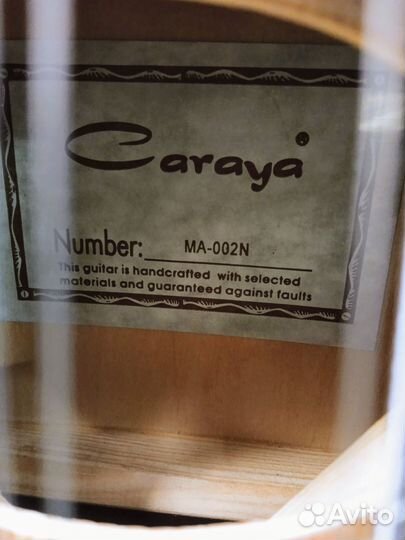 Caraya®
Number: MA-002N
This guitar is handcrafted with selected
materials and guaranteed against faults
Avito